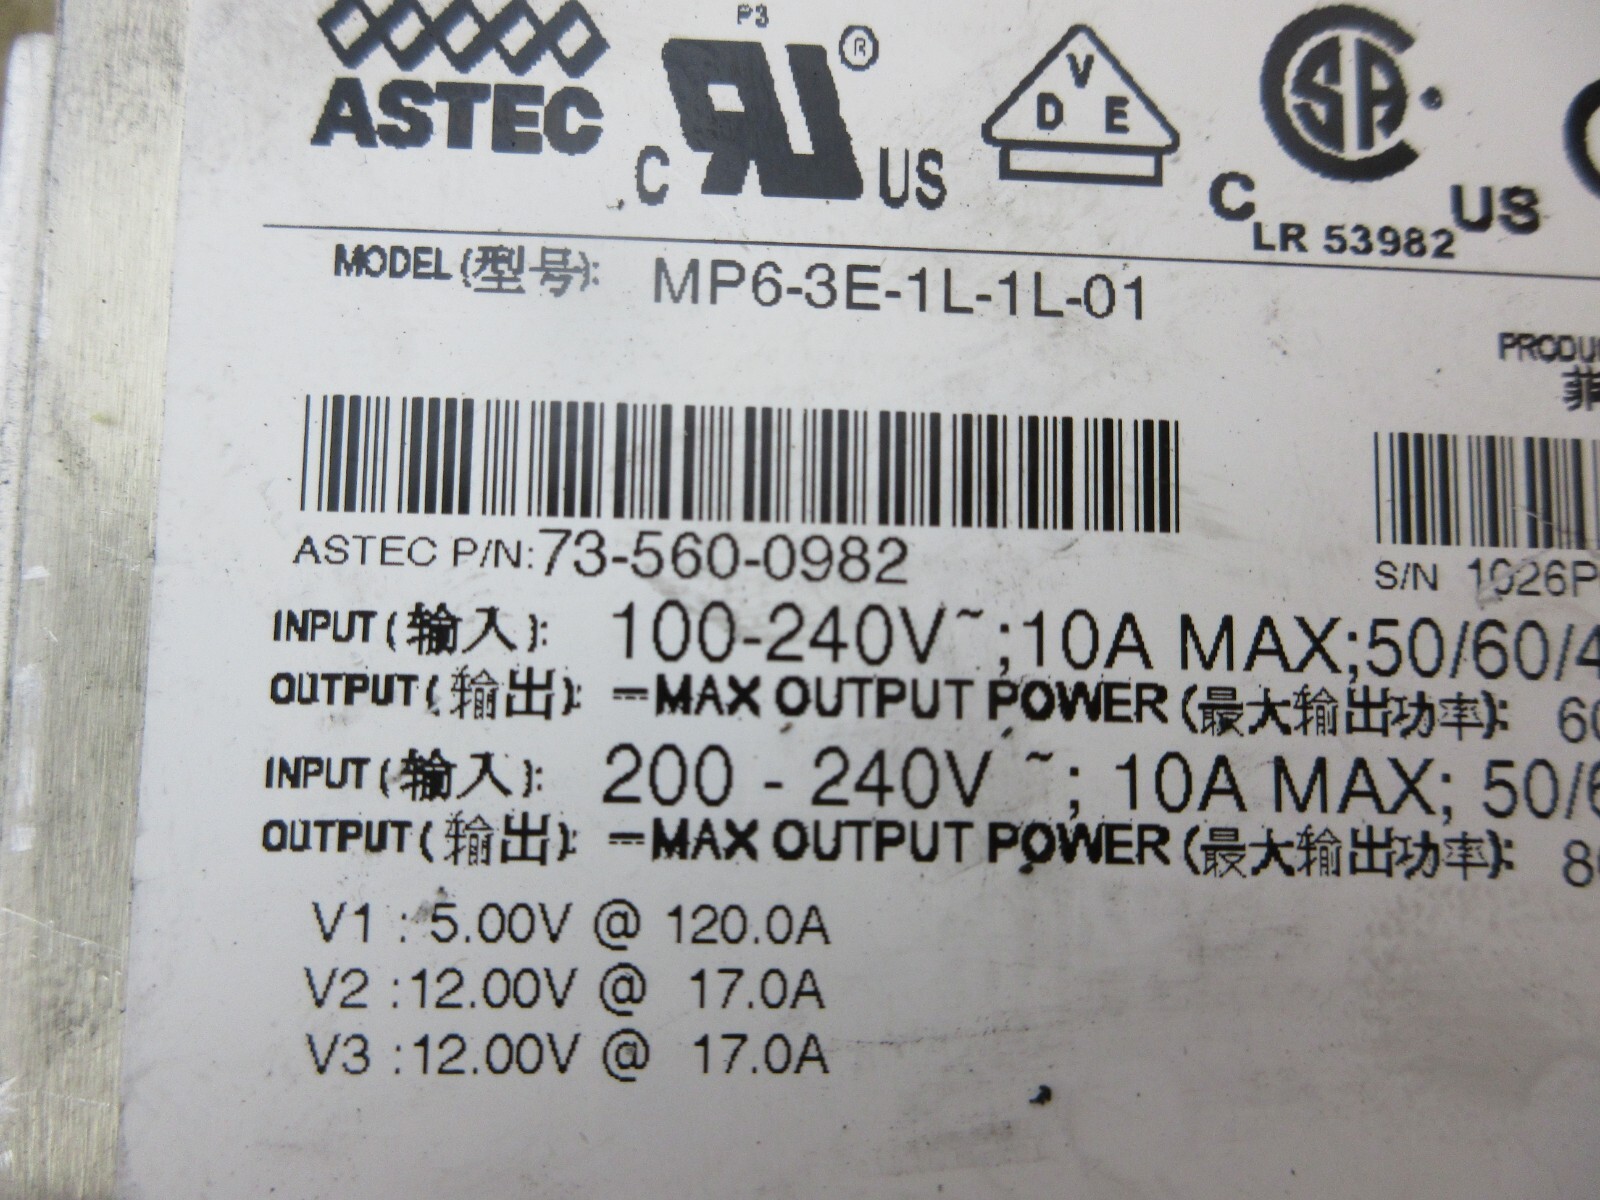 P3
ASTEC
C RU US ®
V
D E
C SA US
LR 53982
MODEL(型号): MP6-3E-1L-1L-01
ASTEC P/N:73-560-0982
S/N
INPUT(输入): 100-240V~;10A MAX;50/60/
OUTPUT(输出): ⎓MAX OUTPUT POWER(最大输出功率):
INPUT(输入): 200 - 240V ~; 10A MAX; 50/
OUTPUT(输出): ⎓MAX OUTPUT POWER(最大输出功率):
V1 : 5.00V @ 120.0A
V2 :12.00V @ 17.0A
V3 :12.00V @ 17.0A